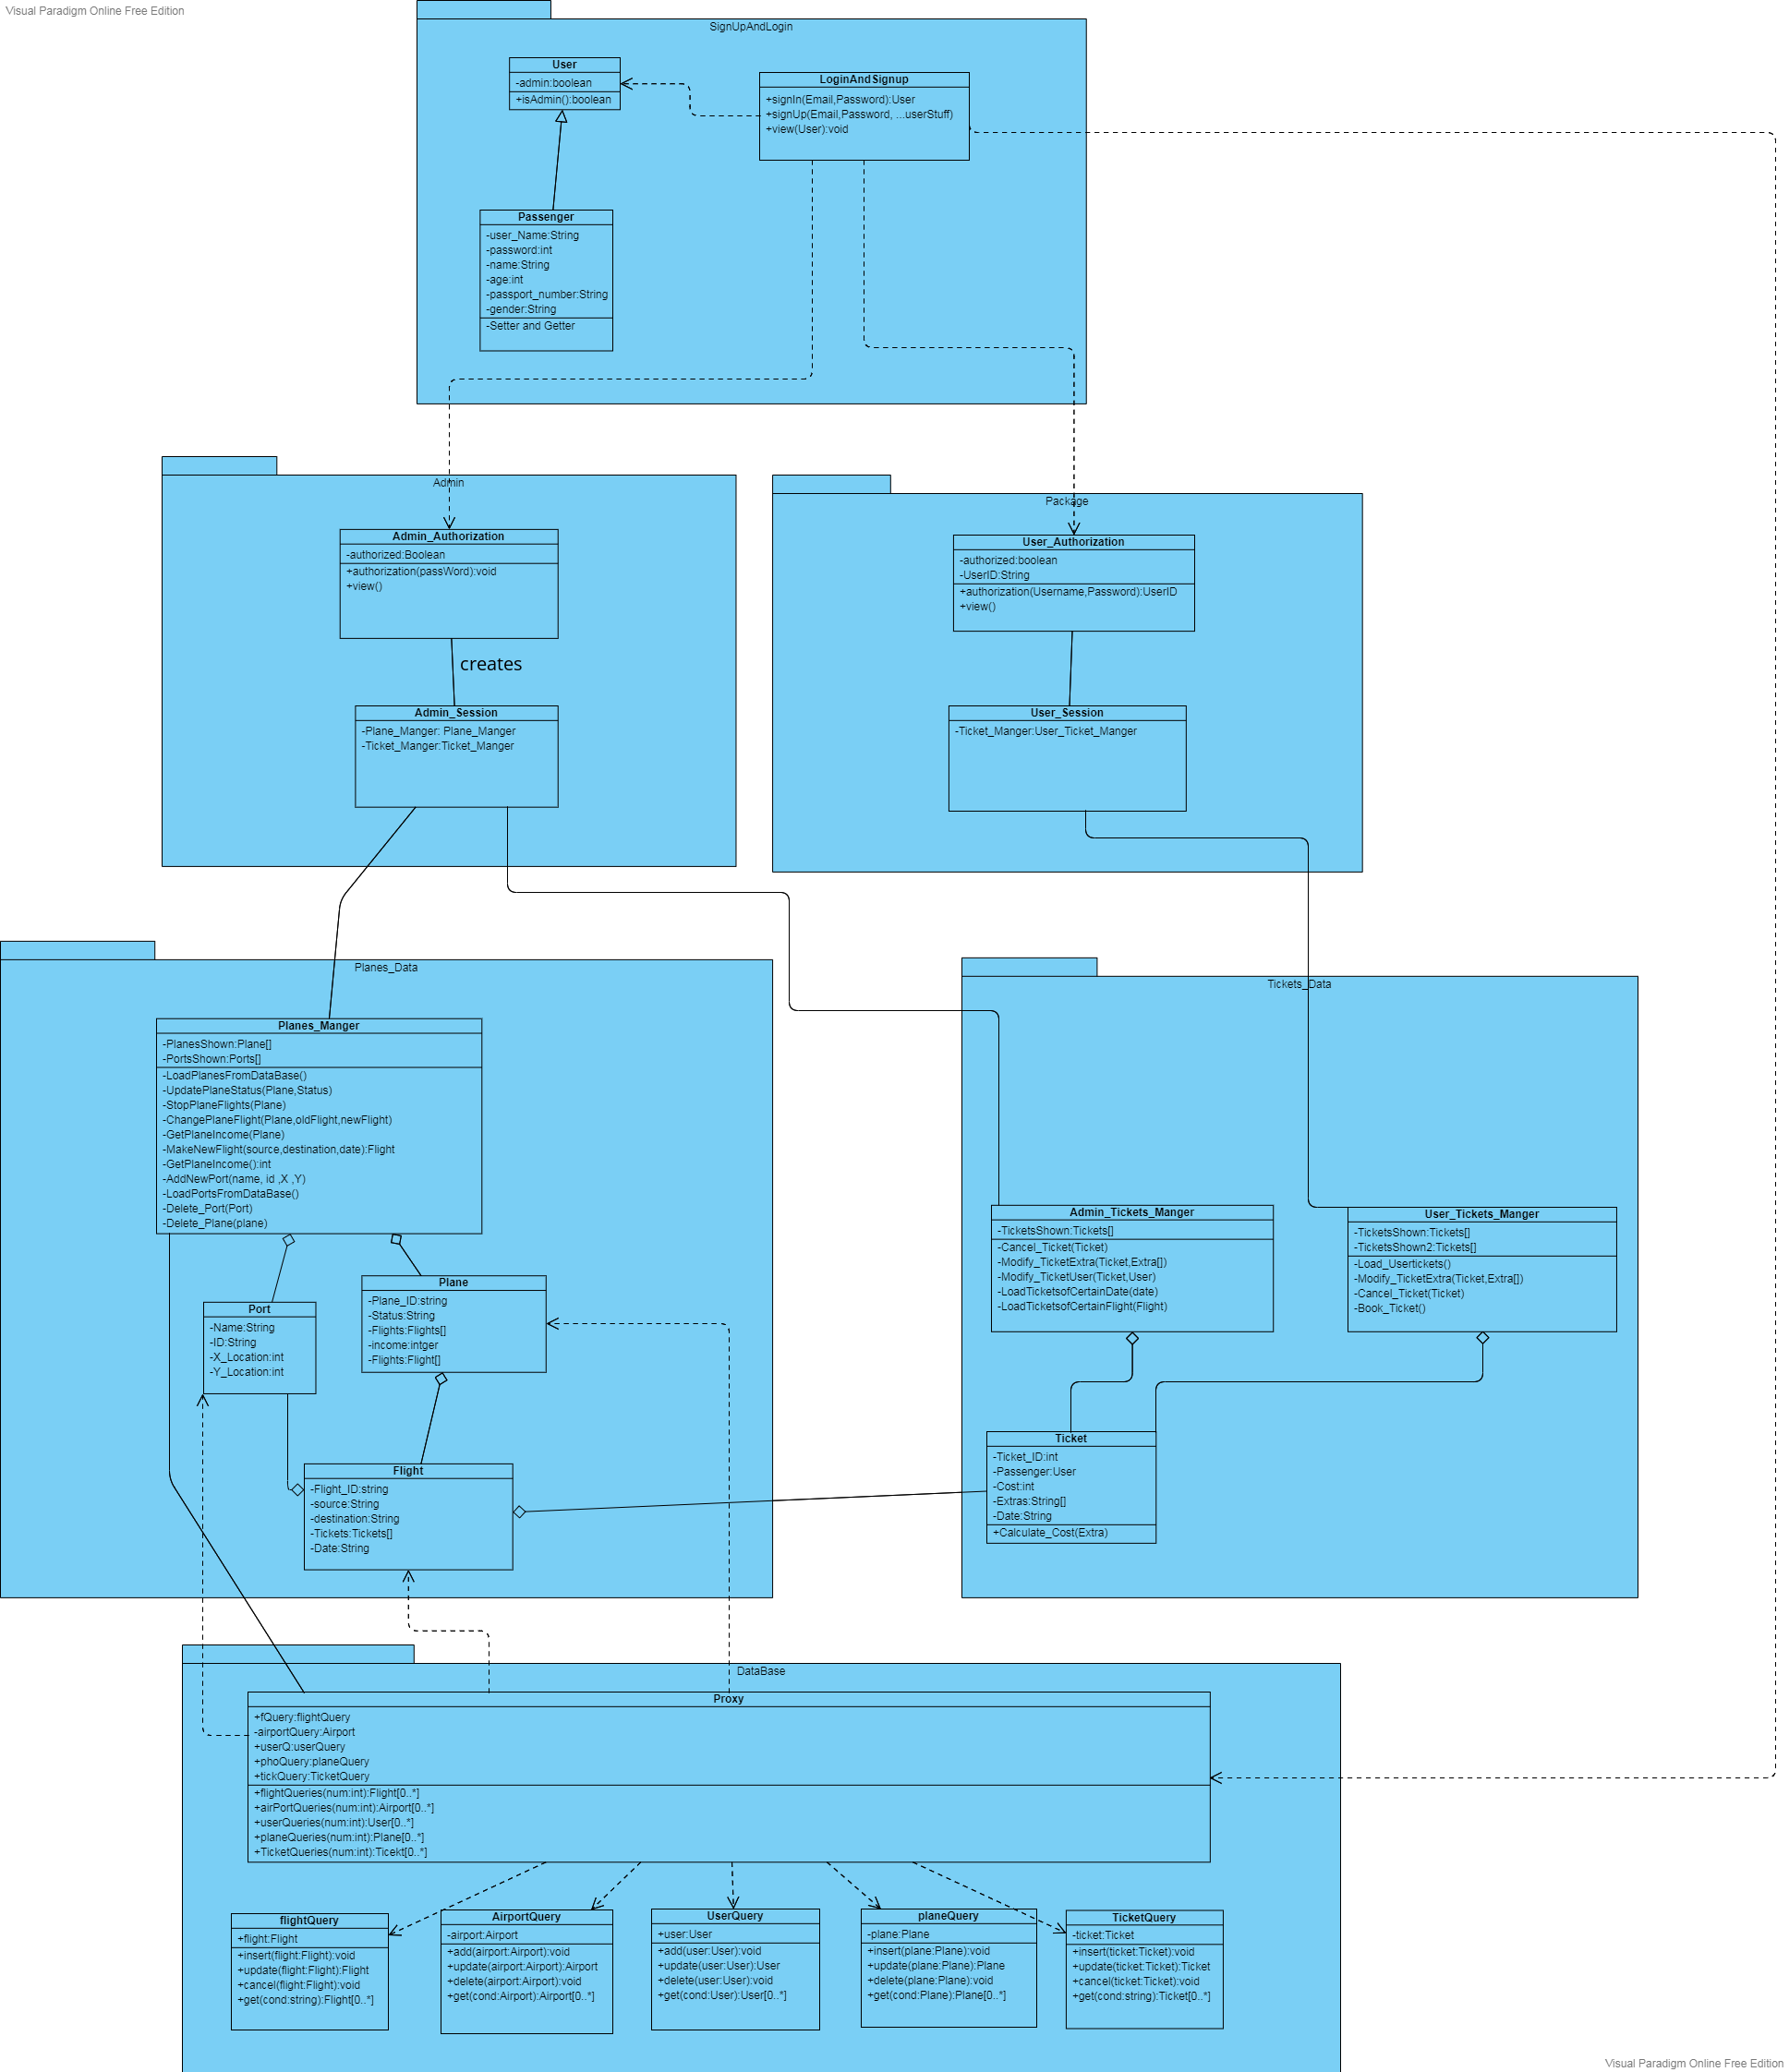 Visual Paradigm Online Free Edition
SignUpAndLogin
User
-admin:boolean
+isAdmin():boolean
LoginAndSignup
+signIn(Email,Password):User
+signUp(Email,Password, ...userStuff)
+view(User):void
Passenger
-user_Name:String
-password:int
-name:String
-age:int
-passport_number:String
-gender:String
-Setter and Getter
Admin
Admin_Authorization
-authorized:Boolean
+authorization(passWord):void
+view()
creates
Admin_Session
-Plane_Manger: Plane_Manger
-Ticket_Manger:Ticket_Manger
Package
User_Authorization
-authorized:boolean
-UserID:String
+authorization(Username,Password):UserID
+view()
User_Session
-Ticket_Manger:User_Ticket_Manger
Planes_Data
Planes_Manger
-PlanesShown:Plane[]
-PortsShown:Ports[]
-LoadPlanesFromDataBase()
-UpdatePlaneStatus(Plane,Status)
-StopPlaneFlights(Plane)
-ChangePlaneFlight(Plane,oldFlight,newFlight)
-GetPlaneIncome(Plane)
-MakeNewFlight(source,destination,date):Flight
-GetPlaneIncome():int
-AddNewPort(name, id ,X ,Y)
-LoadPortsFromDataBase()
-Delete_Port(Port)
-Delete_Plane(plane)
Port
-Name:String
-ID:String
-X_Location:int
-Y_Location:int
Plane
-Plane_ID:string
-Status:String
-Flights:Flights[]
-income:intger
-Flights:Flight[]
Flight
-Flight_ID:string
-source:String
-destination:String
-Tickets:Tickets[]
-Date:String
Tickets_Data
Admin_Tickets_Manger
-TicketsShown:Tickets[]
-Cancel_Ticket(Ticket)
-Modify_TicketExtra(Ticket,Extra[])
-Modify_TicketUser(Ticket,User)
-LoadTicketsofCertainDate(date)
-LoadTicketsofCertainFlight(Flight)
User_Tickets_Manger
-TicketsShown:Tickets[]
-TicketsShown2:Tickets[]
-Load_Usertickets()
-Modify_TicketExtra(Ticket,Extra[])
-Cancel_Ticket(Ticket)
-Book_Ticket()
Ticket
-Ticket_ID:int
-Passenger:User
-Cost:int
-Extras:String[]
-Date:String
+Calculate_Cost(Extra)
DataBase
Proxy
+fQuery:flightQuery
-airportQuery:Airport
+userQ:userQuery
+phoQuery:planeQuery
+tickQuery:TicketQuery
+flightQueries(num:int):Flight[0..*]
+airPortQueries(num:int):Airport[0..*]
+userQueries(num:int):User[0..*]
+planeQueries(num:int):Plane[0..*]
+TicketQueries(num:int):Ticekt[0..*]
flightQuery
+flight:Flight
+insert(flight:Flight):void
+update(flight:Flight):Flight
+cancel(flight:Flight):void
+get(cond:string):Flight[0..*]
AirportQuery
-airport:Airport
+add(airport:Airport):void
+update(airport:Airport):Airport
+delete(airport:Airport):void
+get(cond:Airport):Airport[0..*]
UserQuery
+user:User
+add(user:User):void
+update(user:User):User
+delete(user:User):void
+get(cond:User):User[0..*]
planeQuery
-plane:Plane
+insert(plane:Plane):void
+update(plane:Plane):Plane
+delete(plane:Plane):void
+get(cond:Plane):Plane[0..*]
TicketQuery
-ticket:Ticket
+insert(ticket:Ticket):void
+update(ticket:Ticket):Ticket
+cancel(ticket:Ticket):void
+get(cond:string):Ticket[0..*]
Visual Paradigm Online Free Edition